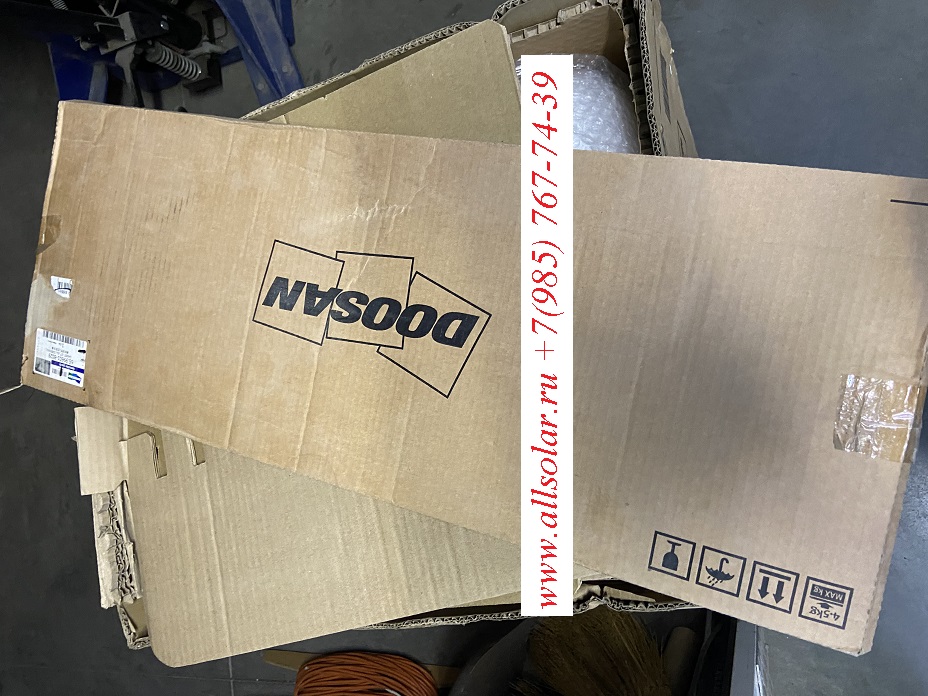 DOOSAN
www.allsolar.ru +7(985) 767-74-39
4-5kg
MAX KG